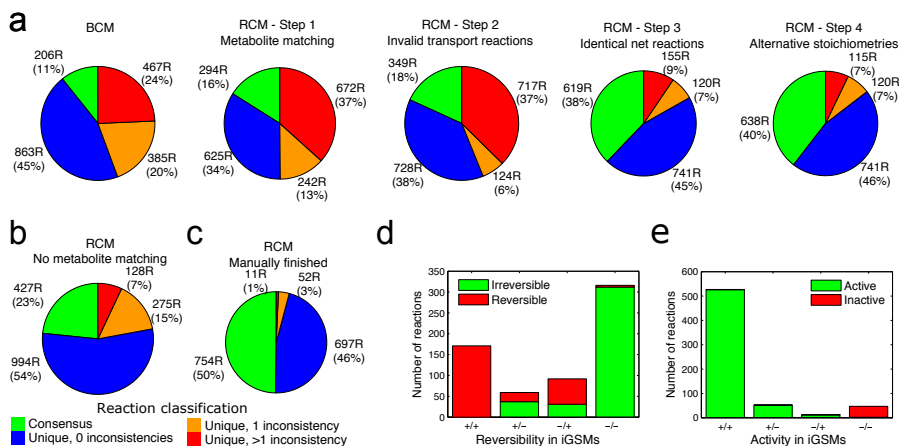 a
BCM
206R
(11%)
467R
(24%)
863R
(45%)
385R
(20%)
RCM - Step 1
Metabolite matching
294R
(16%)
672R
(37%)
625R
(34%)
242R
(13%)
RCM - Step 2
Invalid transport reactions
349R
(18%)
717R
(37%)
728R
(38%)
124R
(6%)
RCM - Step 3
Identical net reactions
155R
(9%)
120R
(7%)
619R
(38%)
741R
(45%)
RCM - Step 4
Alternative stoichiometries
115R
(7%)
120R
(7%)
638R
(40%)
741R
(46%)
b
RCM
No metabolite matching
128R
(7%)
427R
(23%)
275R
(15%)
994R
(54%)
c
RCM
Manually finished
11R
(1%)
52R
(3%)
754R
(50%)
697R
(46%)
Reaction classification
Consensus
Unique, 0 inconsistencies
Unique, 1 inconsistency
Unique, >1 inconsistency
d
Number of reactions
350
300
250
200
150
100
50
0
Irreversible
Reversible
+/+ +/− −/+ −/−
Reversibility in iGSMs
e
Number of reactions
600
500
400
300
200
100
0
Active
Inactive
+/+ +/− −/+ −/−
Activity in iGSMs